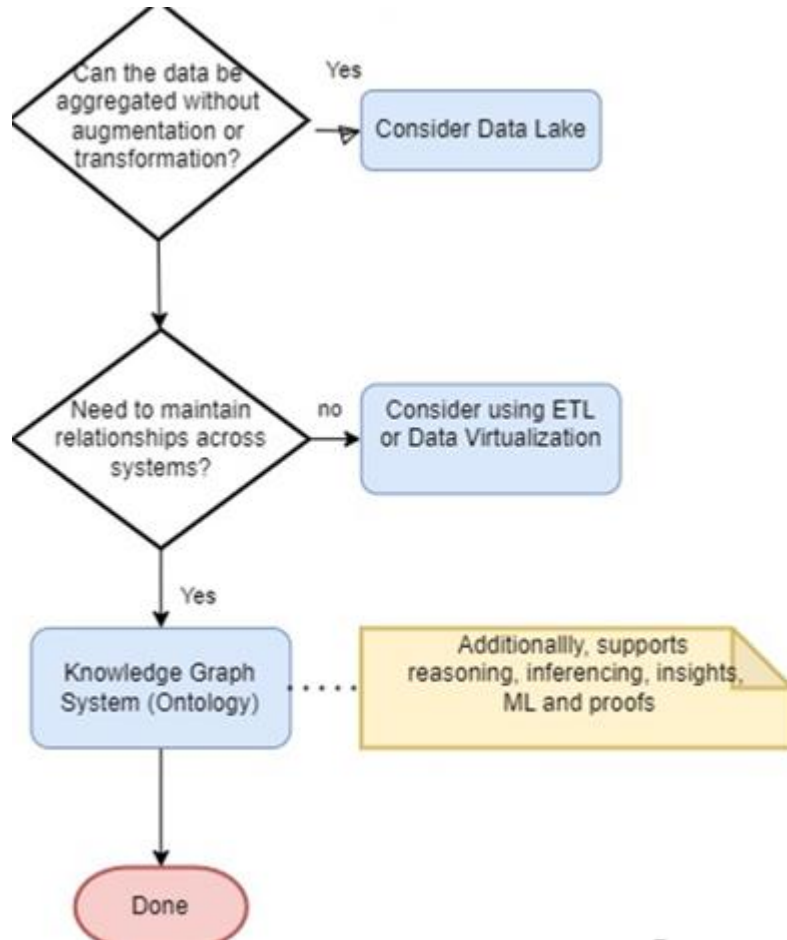 Can the data be
aggregated without
augmentation or
transformation?
Yes
Consider Data Lake
Need to maintain
relationships across
systems?
no
Consider using ETL
or Data Virtualization
Yes
Knowledge Graph
System (Ontology)
Additionallly, supports
reasoning, inferencing, insights,
ML and proofs
Done